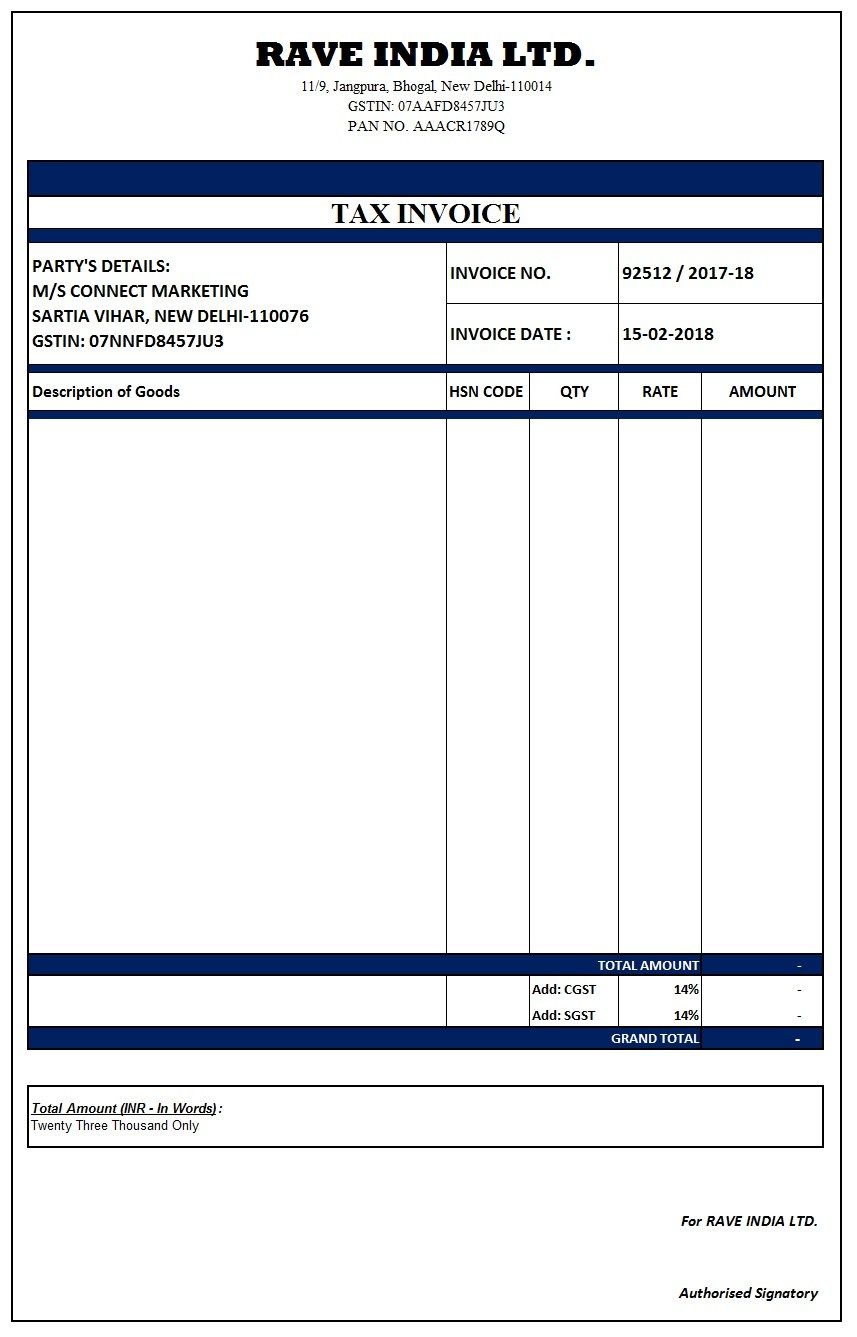 RAVE INDIA LTD.
11/9, Jangpura, Bhogal, New Delhi-110014
GSTIN: 07AAFD8457JU3
PAN NO. AAACR1789Q
TAX INVOICE
PARTY'S DETAILS:
M/S CONNECT MARKETING
SARTIA VIHAR, NEW DELHI-110076
GSTIN: 07NNFD8457JU3
INVOICE NO. 92512 / 2017-18
INVOICE DATE : 15-02-2018
Description of Goods HSN CODE QTY RATE AMOUNT
TOTAL AMOUNT -
Add: CGST 14% -
Add: SGST 14% -
GRAND TOTAL -
Total Amount (INR - In Words) :
Twenty Three Thousand Only
For RAVE INDIA LTD.
Authorised Signatory